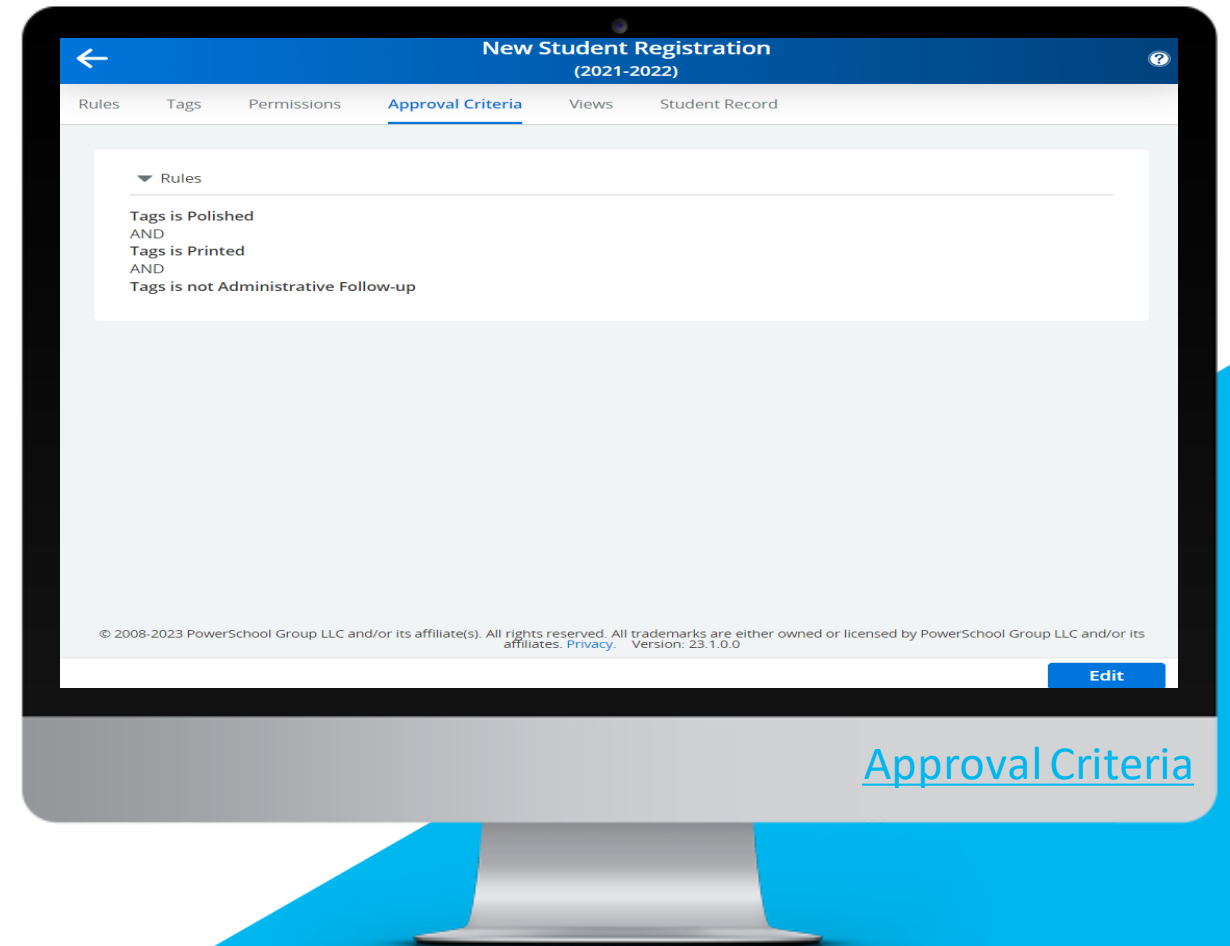 New Student Registration
(2021-2022)
Rules Tags Permissions Approval Criteria Views Student Record
Rules
Tags is Polished
AND
Tags is Printed
AND
Tags is not Administrative Follow-up
© 2008-2023 PowerSchool Group LLC and/or its affiliate(s). All rights reserved. All trademarks are either owned or licensed by PowerSchool Group LLC and/or its
affiliates. Privacy. Version: 23.1.0.0
Edit
Approval Criteria